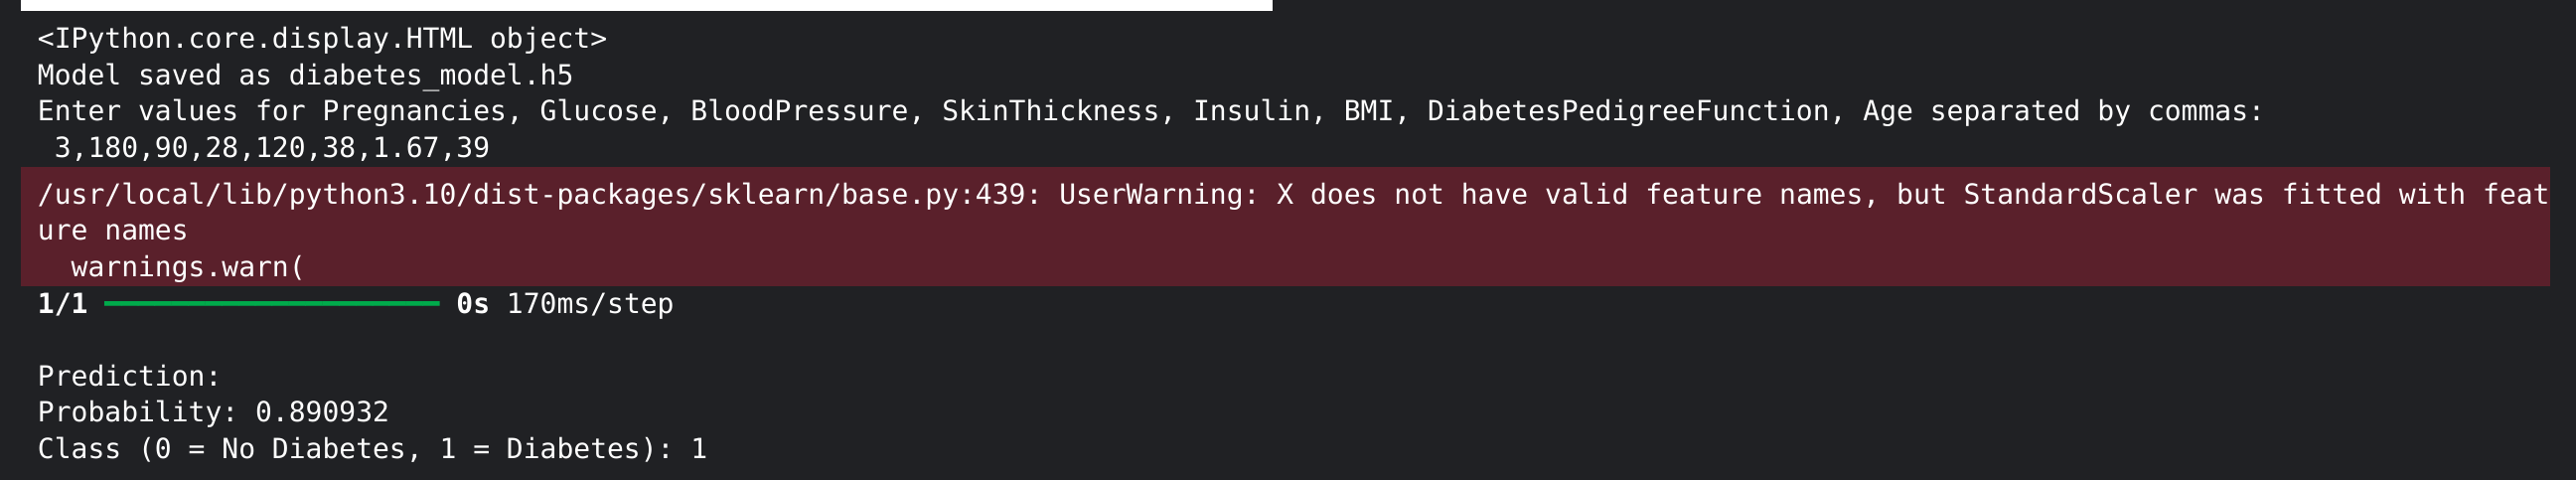 <IPython.core.display.HTML object>
Model saved as diabetes_model.h5
Enter values for Pregnancies, Glucose, BloodPressure, SkinThickness, Insulin, BMI, DiabetesPedigreeFunction, Age separated by commas:
 3,180,90,28,120,38,1.67,39
/usr/local/lib/python3.10/dist-packages/sklearn/base.py:439: UserWarning: X does not have valid feature names, but StandardScaler was fitted with feat
ure names
  warnings.warn(
1/1 0s 170ms/step
Prediction:
Probability: 0.890932
Class (0 = No Diabetes, 1 = Diabetes): 1